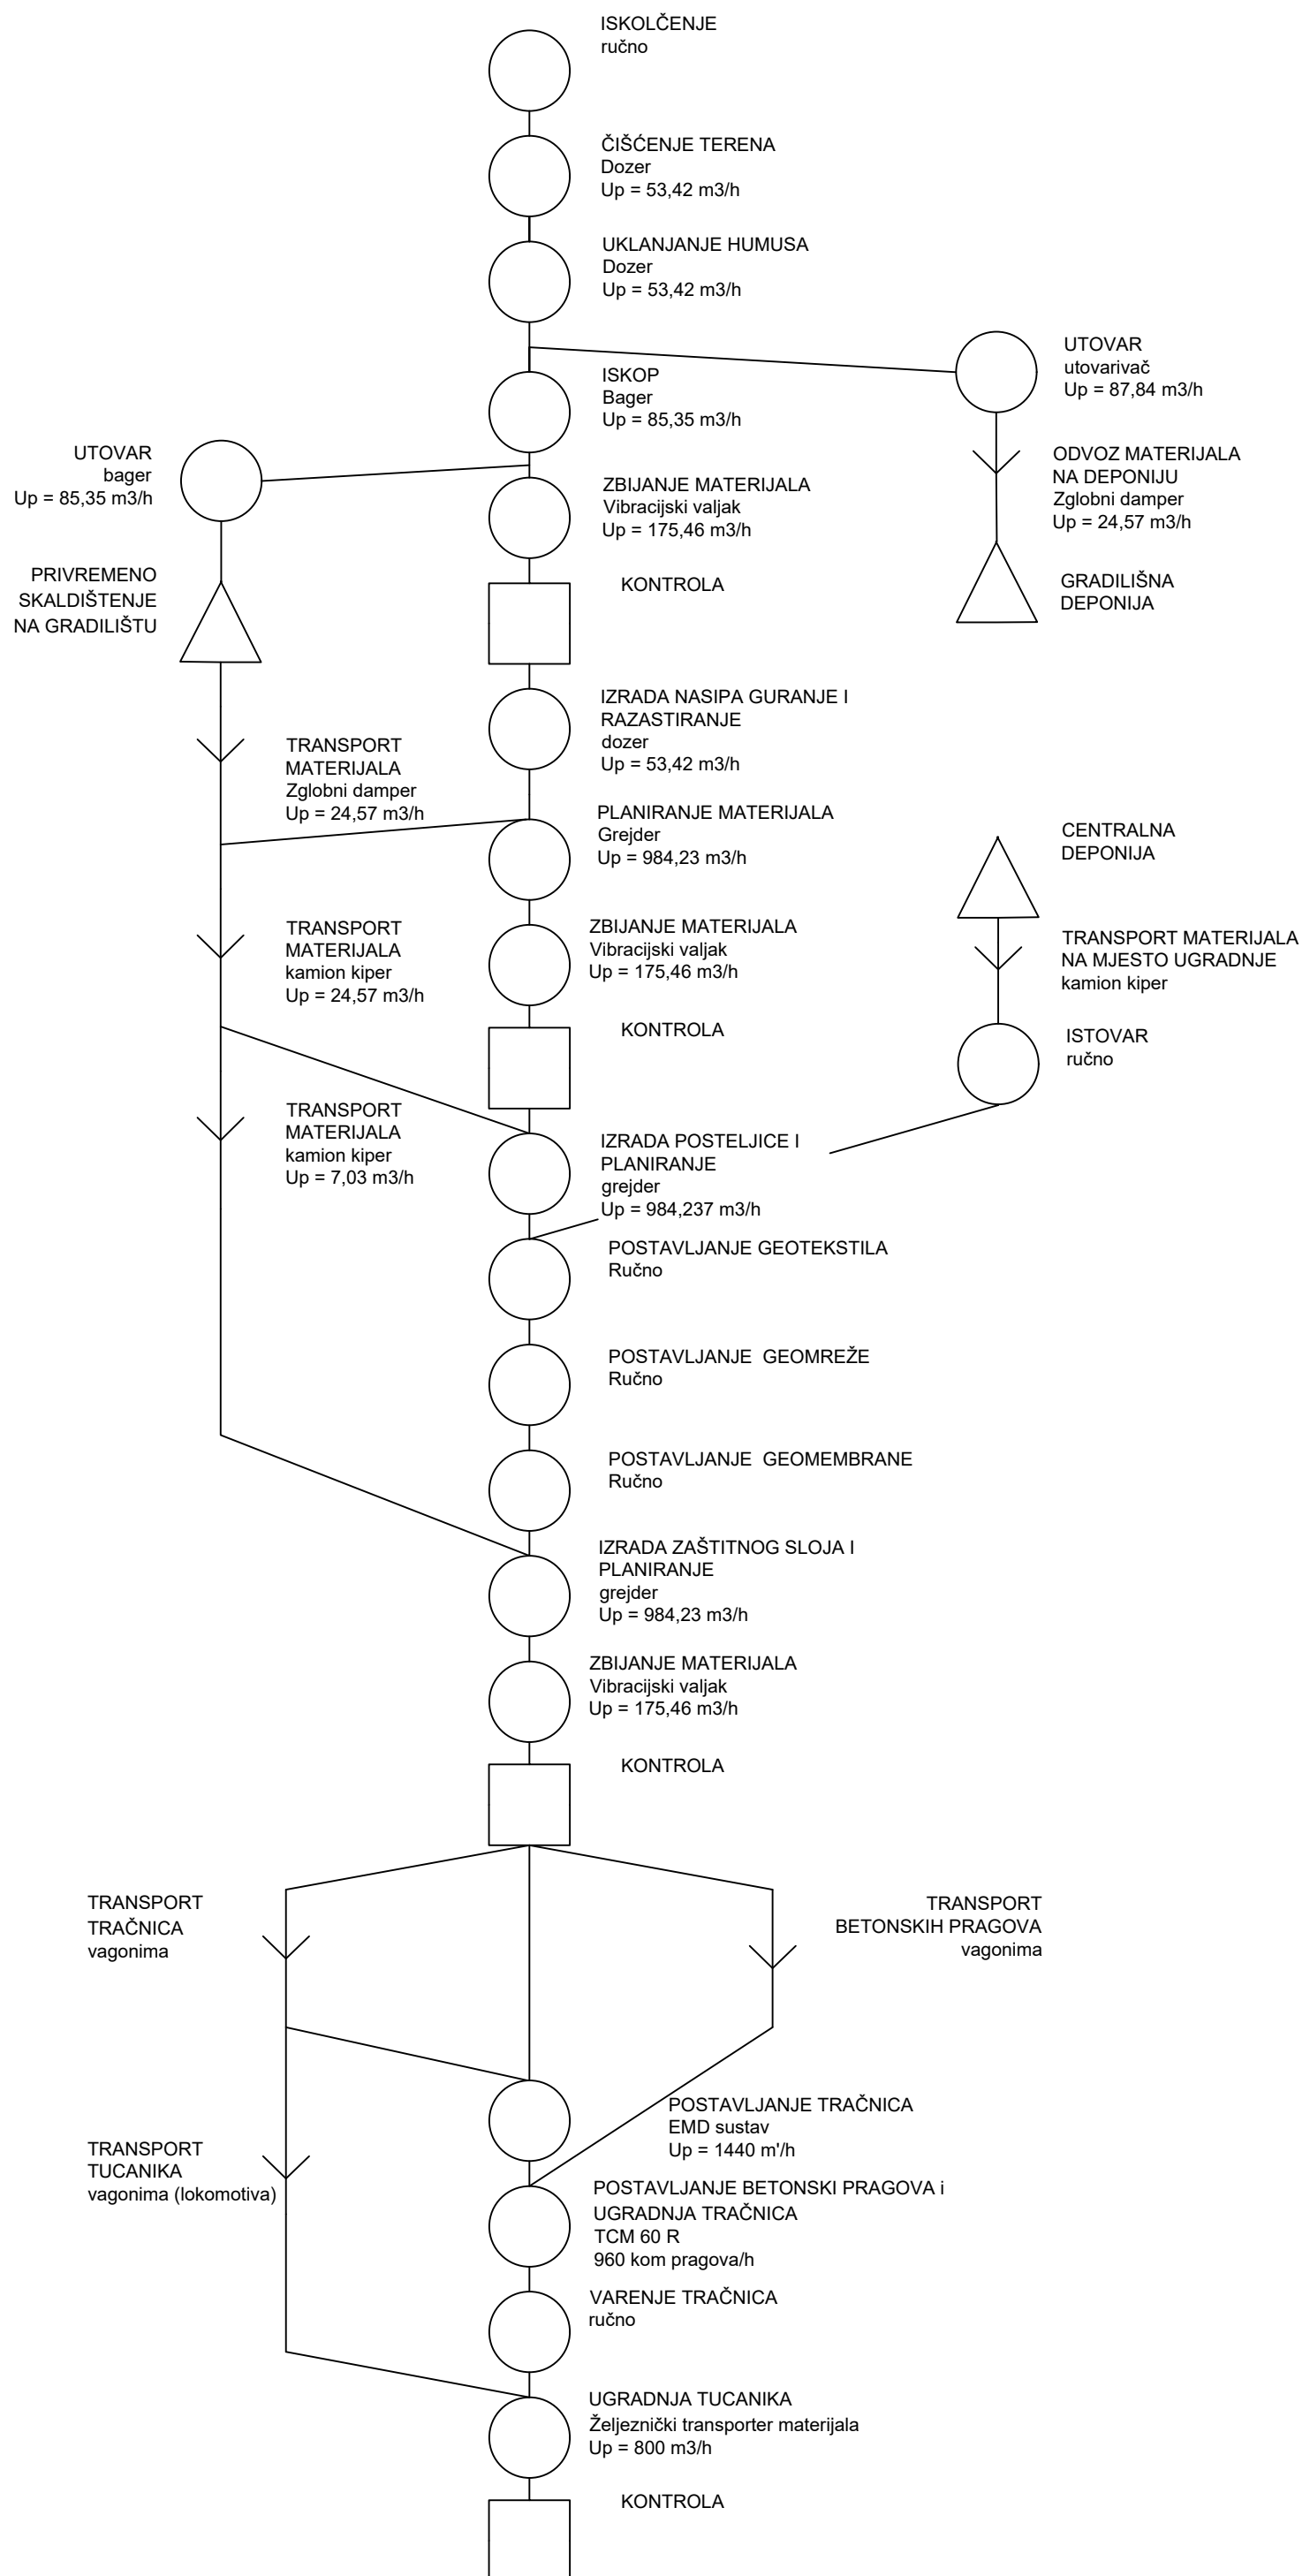 ISKOLČENJE
ručno
ČIŠĆENJE TERENA
Dozer
Up = 53,42 m3/h
UKLANJANJE HUMUSA
Dozer
Up = 53,42 m3/h
UTOVAR
utovarivač
Up = 87,84 m3/h
ISKOP
Bager
Up = 85,35 m3/h
UTOVAR
bager
Up = 85,35 m3/h
ODVOZ MATERIJALA
NA DEPONIJU
Zglobni damper
Up = 24,57 m3/h
ZBIJANJE MATERIJALA
Vibracijski valjak
Up = 175,46 m3/h
PRIVREMENO
SKALDIŠTENJE
NA GRADILIŠTU
KONTROLA
GRADILIŠNA
DEPONIJA
IZRADA NASIPA GURANJE I
RAZASTIRANJE
dozer
Up = 53,42 m3/h
TRANSPORT
MATERIJALA
Zglobni damper
Up = 24,57 m3/h
PLANIRANJE MATERIJALA
Grejder
Up = 984,23 m3/h
CENTRALNA
DEPONIJA
TRANSPORT
MATERIJALA
kamion kiper
Up = 24,57 m3/h
ZBIJANJE MATERIJALA
Vibracijski valjak
Up = 175,46 m3/h
TRANSPORT MATERIJALA
NA MJESTO UGRADNJE
kamion kiper
KONTROLA
ISTOVAR
ručno
TRANSPORT
MATERIJALA
kamion kiper
Up = 7,03 m3/h
IZRADA POSTELJICE I
PLANIRANJE
grejder
Up = 984,237 m3/h
POSTAVLJANJE GEOTEKSTILA
Ručno
POSTAVLJANJE  GEOMREŽE
Ručno
POSTAVLJANJE  GEOMEMBRANE
Ručno
IZRADA ZAŠTITNOG SLOJA I
PLANIRANJE
grejder
Up = 984,23 m3/h
ZBIJANJE MATERIJALA
Vibracijski valjak
Up = 175,46 m3/h
KONTROLA
TRANSPORT
TRAČNICA
vagonima
TRANSPORT
BETONSKIH PRAGOVA
vagonima
POSTAVLJANJE TRAČNICA
EMD sustav
Up = 1440 m'/h
TRANSPORT
TUCANIKA
vagonima (lokomotiva)
POSTAVLJANJE BETONSKI PRAGOVA i
UGRADNJA TRAČNICA
TCM 60 R
960 kom pragova/h
VARENJE TRAČNICA
ručno
UGRADNJA TUCANIKA
Željeznički transporter materijala
Up = 800 m3/h
KONTROLA